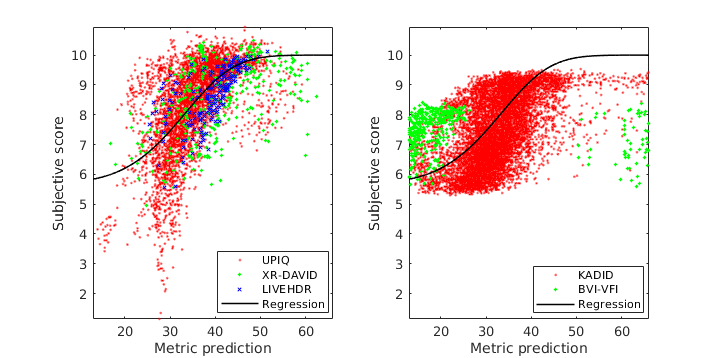 10
9
8
7
6
5
4
3
2
20 30 40 50 60
Subjective score
Metric prediction
UPIQ
XR-DAVID
LIVEHDR
Regression
10
9
8
7
6
5
4
3
2
20 30 40 50 60
Subjective score
Metric prediction
KADID
BVI-VFI
Regression